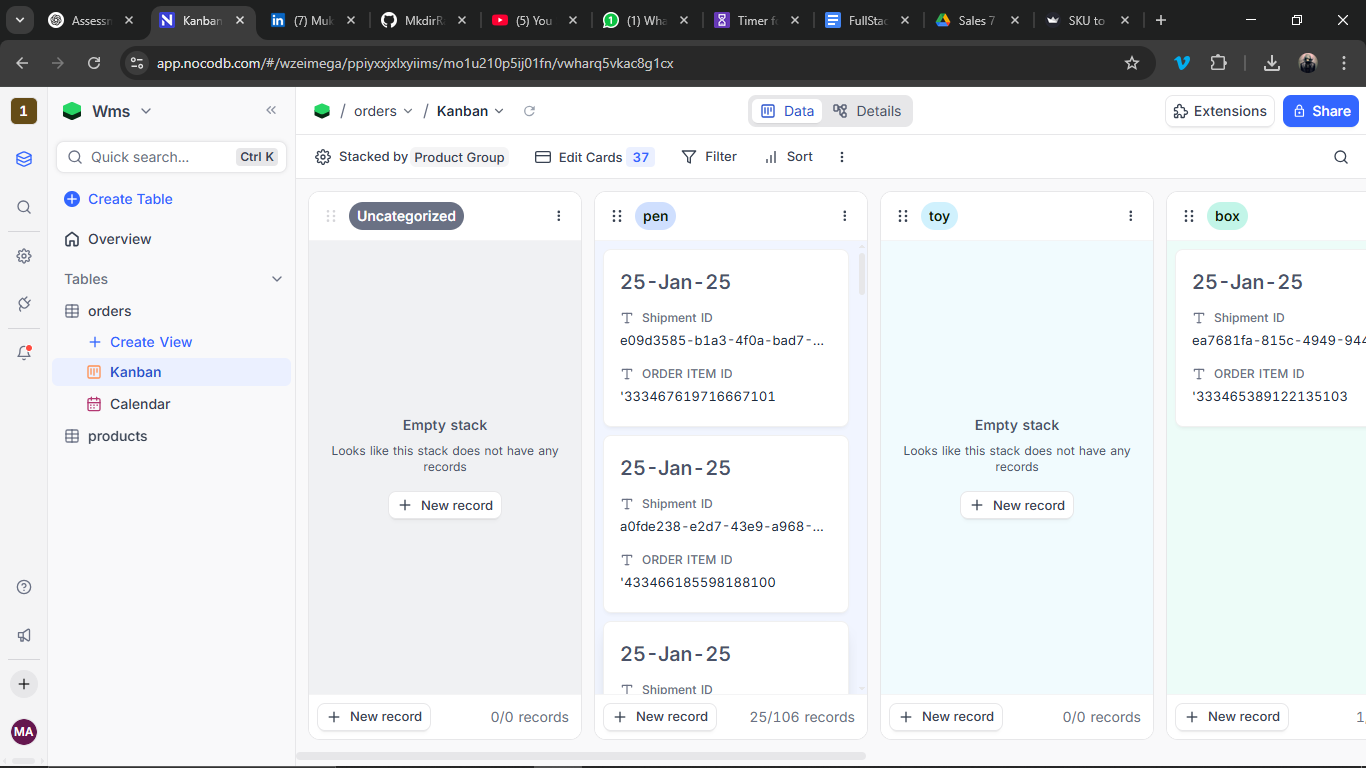 Assessn
Kanban
Muk
MkdirRa
(5) You
(1) Wha
Timer fo
FullStac
Sales 7
SKU to
app.nocodb.com/#/wzeimega/ppiyxxjxlxyiims/mo1u210p5ij01fn/vwharq5vkac8g1cx
1
Wms
/ orders / Kanban
Data
Details
Extensions
Share
Quick search...
Ctrl K
Stacked by Product Group
Edit Cards 37
Filter
Sort
Create Table
Overview
Tables
orders
Create View
Kanban
Calendar
products
MA
Uncategorized
Empty stack
Looks like this stack does not have any
records
New record
New record
0/0 records
pen
25-Jan-25
Shipment ID
e09d3585-b1a3-4f0a-bad7-...
ORDER ITEM ID
'333467619716667101
25-Jan-25
Shipment ID
a0fde238-e2d7-43e9-a968-...
ORDER ITEM ID
'433466185598188100
25-Jan-25
Shipment ID
New record
25/106 records
toy
Empty stack
Looks like this stack does not have any
records
New record
New record
0/0 records
box
25-Jan-25
Shipment ID
ea7681fa-815c-4949-944
ORDER ITEM ID
'333465389122135103
New record
1